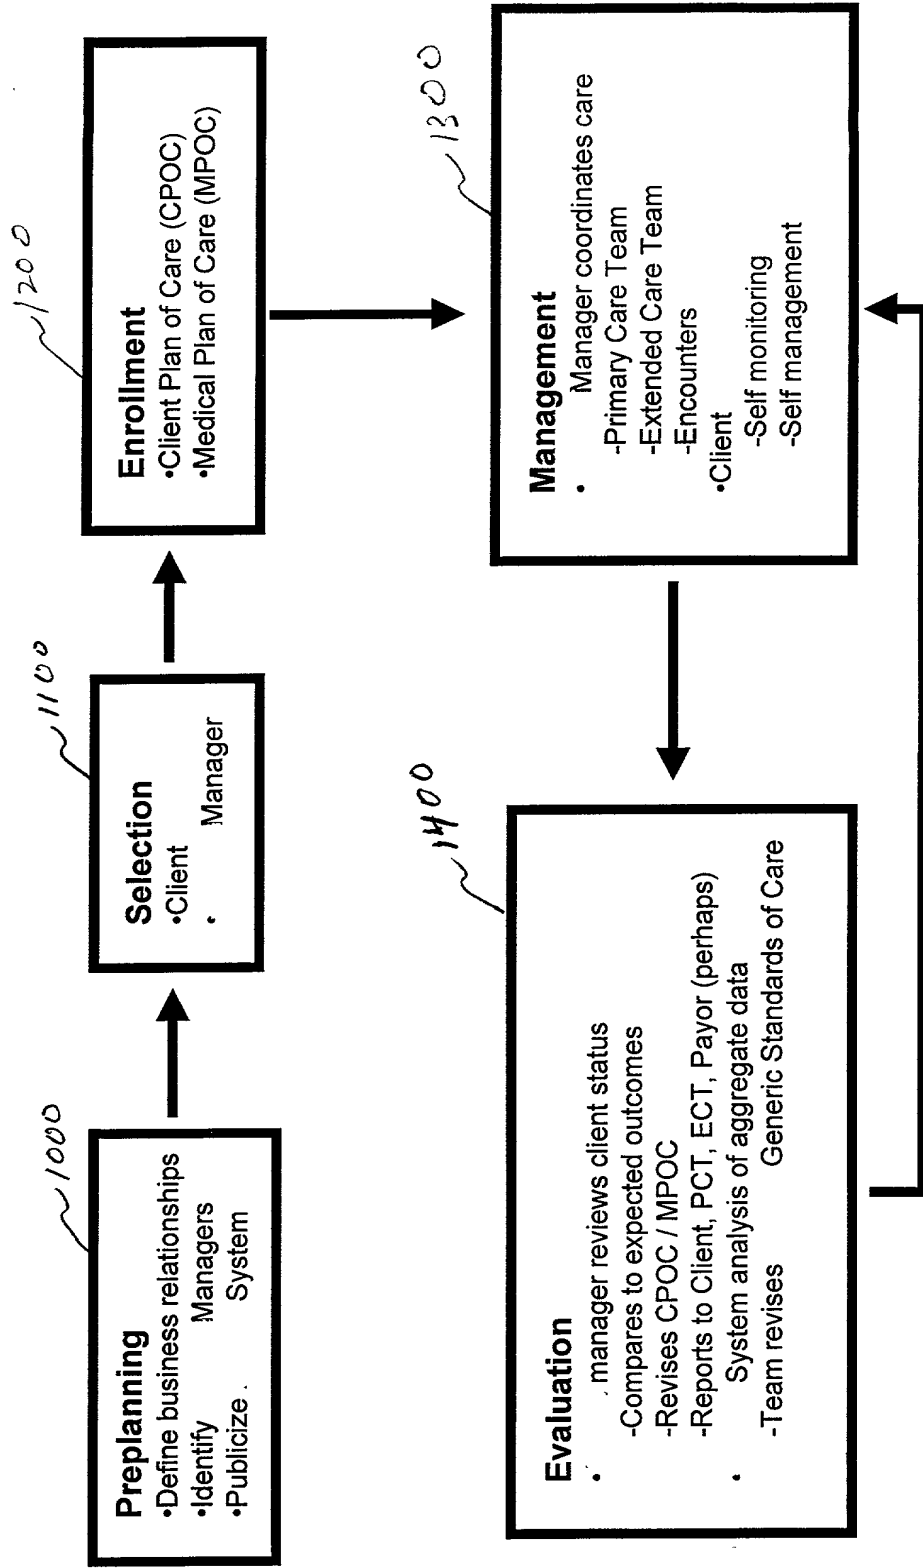 1000
Preplanning
•Define business relationships
•Identify Managers
•Publicize System
1100
Selection
•Client
• Manager
1200
Enrollment
•Client Plan of Care (CPOC)
•Medical Plan of Care (MPOC)
1300
Management
• Manager coordinates care
-Primary Care Team
-Extended Care Team
-Encounters
•Client
-Self monitoring
-Self management
1400
Evaluation
• manager reviews client status
-Compares to expected outcomes
-Revises CPOC / MPOC
-Reports to Client, PCT, ECT, Payor (perhaps)
• System analysis of aggregate data
-Team revises Generic Standards of Care